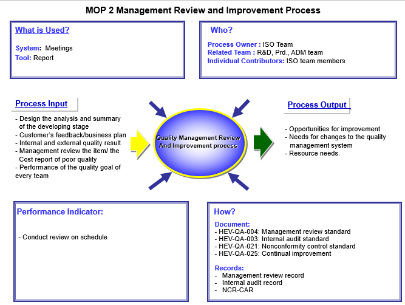 MOP 2 Management Review and Improvement Process
What is Used?
System: Meetings
Tool: Report
Who?
Process Owner : ISO Team
Related Team : R&D, Prd., ADM team
Individual Contributors: ISO team members
Process Input
- Design the analysis and summary
of the developing stage
- Customer's feedback/business plan
- Internal and external quality result
- Management review the item/ the
Cost report of poor quality
- Performance of the quality goal of
every team
Quality Management Review
And Improvement process
Process Output
- Opportunities for improvement
- Needs for changes to the quality
management system
- Resource needs.
Performance Indicator:
- Conduct review on schedule
How?
Document:
- HEV-QA-004: Management review standard
- HEV-QA-003: Internal audit standard
- HEV-QA-021: Nonconformity control standard
- HEV-QA-025: Continual improvement
Records:
- Management review record
- Internal audit record
- NCR-CAR